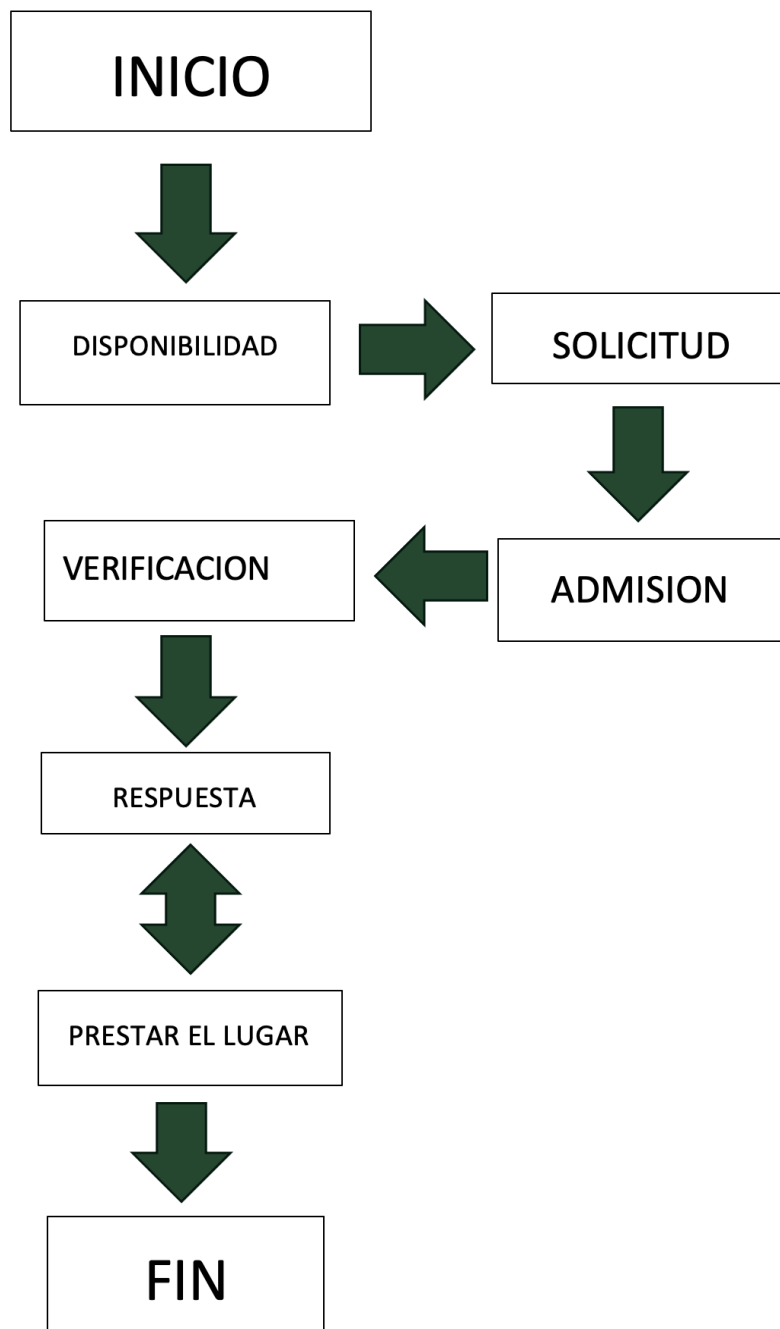 INICIO
DISPONIBILIDAD
SOLICITUD
ADMISION
VERIFICACION
RESPUESTA
PRESTAR EL LUGAR
FIN